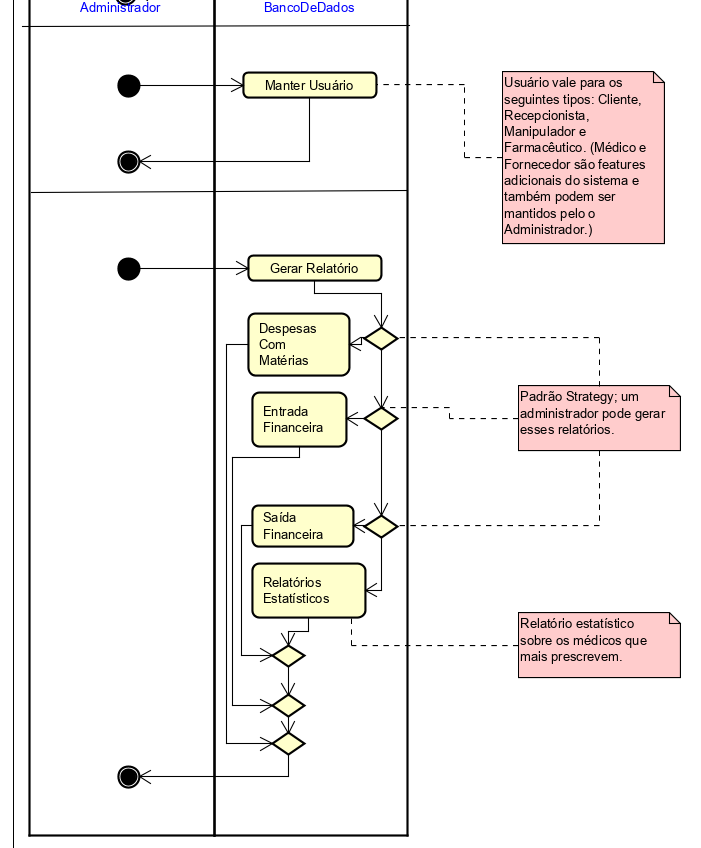 Administrador
BancoDeDados
Manter Usuário
Usuário vale para os
seguintes tipos: Cliente,
Recepcionista,
Manipulador e
Farmacêutico. (Médico e
Fornecedor são features
adicionais do sistema e
também podem ser
mantidos pelo o
Administrador.)
Gerar Relatório
Despesas
Com
Matérias
Entrada
Financeira
Padrão Strategy; um
administrador pode gerar
esses relatórios.
Saída
Financeira
Relatórios
Estatísticos
Relatório estatístico
sobre os médicos que
mais prescrevem.